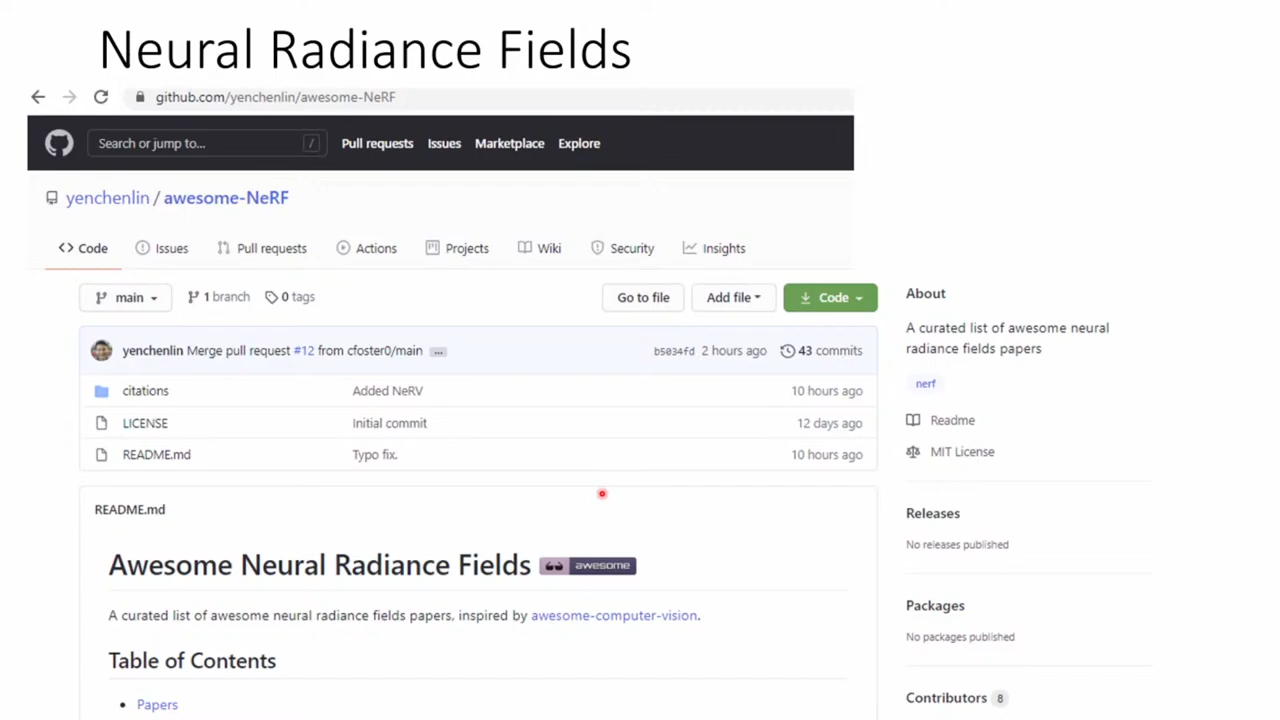 Neural Radiance Fields
github.com/yenchenlin/awesome-NeRF
Search or jump to... / Pull requests Issues Marketplace Explore
yenchenlin / awesome-NeRF
<> Code Issues Pull requests Actions Projects Wiki Security Insights
main 1 branch 0 tags Go to file Add file Code
yenchenlin Merge pull request #12 from cfoster0/main ... b5034fd 2 hours ago 43 commits
citations Added NeRV 10 hours ago
LICENSE Initial commit 12 days ago
README.md Typo fix. 10 hours ago
README.md
Awesome Neural Radiance Fields awesome
A curated list of awesome neural radiance fields papers, inspired by awesome-computer-vision.
Table of Contents
• Papers
About
A curated list of awesome neural
radiance fields papers
nerf
Readme
MIT License
Releases
No releases published
Packages
No packages published
Contributors 8